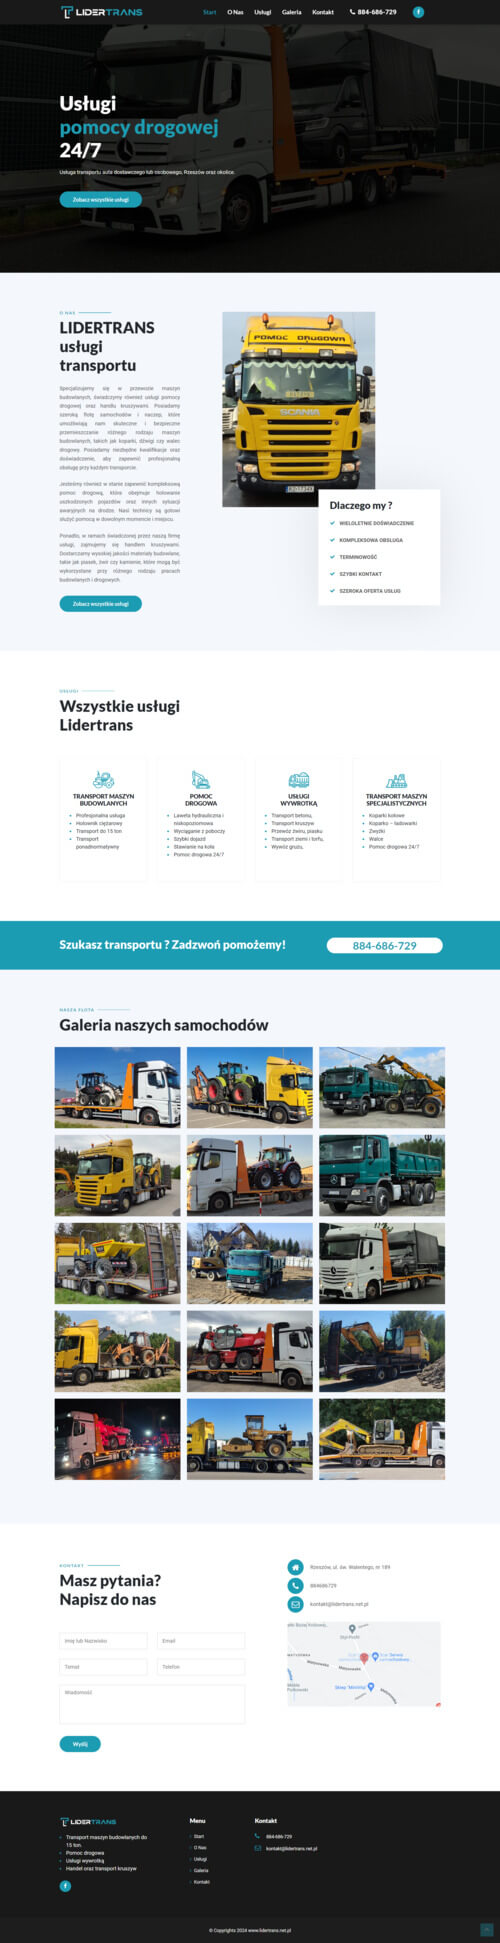 LIDERTRANS
Start O Nas Usługi Galeria Kontakt 884-686-729
Usługi
pomocy drogowej
24/7
Usługa transportu auta dostawczego lub osobowego. Rzeszów oraz okolice.
Zobacz wszystkie usługi
O NAS
LIDERTRANS
usługi
transportu
Specjalizujemy się w przewozie maszyn
budowlanych, świadczymy również usługi pomocy
drogowej oraz handlu kruszywami. Posiadamy
szeroką flotę samochodów i naczep, które
umożliwiają nam skuteczne i bezpieczne
przemieszczanie różnego rodzaju maszyn
budowlanych, takich jak koparki, dźwigi czy walec
drogowy. Posiadamy niezbędne kwalifikacje oraz
doświadczenie, aby zapewnić profesjonalną
obsługę przy każdym transporcie.
Jesteśmy również w stanie zapewnić kompleksową
pomoc drogową, która obejmuje holowanie
uszkodzonych pojazdów oraz innych sytuacji
awaryjnych na drodze. Nasi technicy są gotowi
służyć pomocą w dowolnym momencie i miejscu.
Ponadto, w ramach świadczonej przez naszą firmę
usługi, zajmujemy się handlem kruszywami.
Dostarczamy wysokiej jakości materiały budowlane,
takie jak piasek, żwir czy kamienie, które mogą być
wykorzystane przy różnego rodzaju pracach
budowlanych i drogowych.
Zobacz wszystkie usługi
POMOC DROGOWA
SCANIA
Dlaczego my ?
WIELOLETNIE DOŚWIADCZENIE
KOMPLEKSOWA OBSŁUGA
TERMINOWOŚĆ
SZYBKI KONTAKT
SZEROKA OFERTA USŁUG
USŁUGI
Wszystkie usługi
Lidertrans
TRANSPORT MASZYN
BUDOWLANYCH
Profesjonalna usługa
Holownik ciężarowy
Transport do 15 ton
Transport
ponadnormatywny
POMOC
DROGOWA
Laweta hydrauliczna i
niskopoziomowa
Wyciąganie z pobocza
Szybki dojazd
Stawianie na koła
Pomoc drogowa 24/7
USŁUGI
WYWROTKĄ
Transport betonu,
Transport kruszyw
Przewóz żwiru, piasku
Transport ziemi i torfu,
Wywóz gruzu,
TRANSPORT MASZYN
SPECJALISTYCZNYCH
Koparki kołowe
Koparko – ładowarki
Zwyżki
Walce
Pomoc drogowa 24/7
Szukasz transportu ? Zadzwoń pomożemy!
884-686-729
NASZA FLOTA
Galeria naszych samochodów
KONTAKT
Masz pytania?
Napisz do nas
Imię lub Nazwisko
Email
Temat
Telefon
Wiadomość
Wyślij
Rzeszów, ul. św. Walentego, nr 189
884686729
kontakt@lidertrans.net.pl
LIDERTRANS
Transport maszyn budowlanych do
15 ton.
Pomoc drogowa
Usługi wywrotką
Handel oraz transport kruszyw
Menu
Start
O Nas
Usługi
Galeria
Kontakt
Kontakt
884-686-729
kontakt@lidertrans.net.pl
© Copyrights 2024 www.lidertrans.net.pl